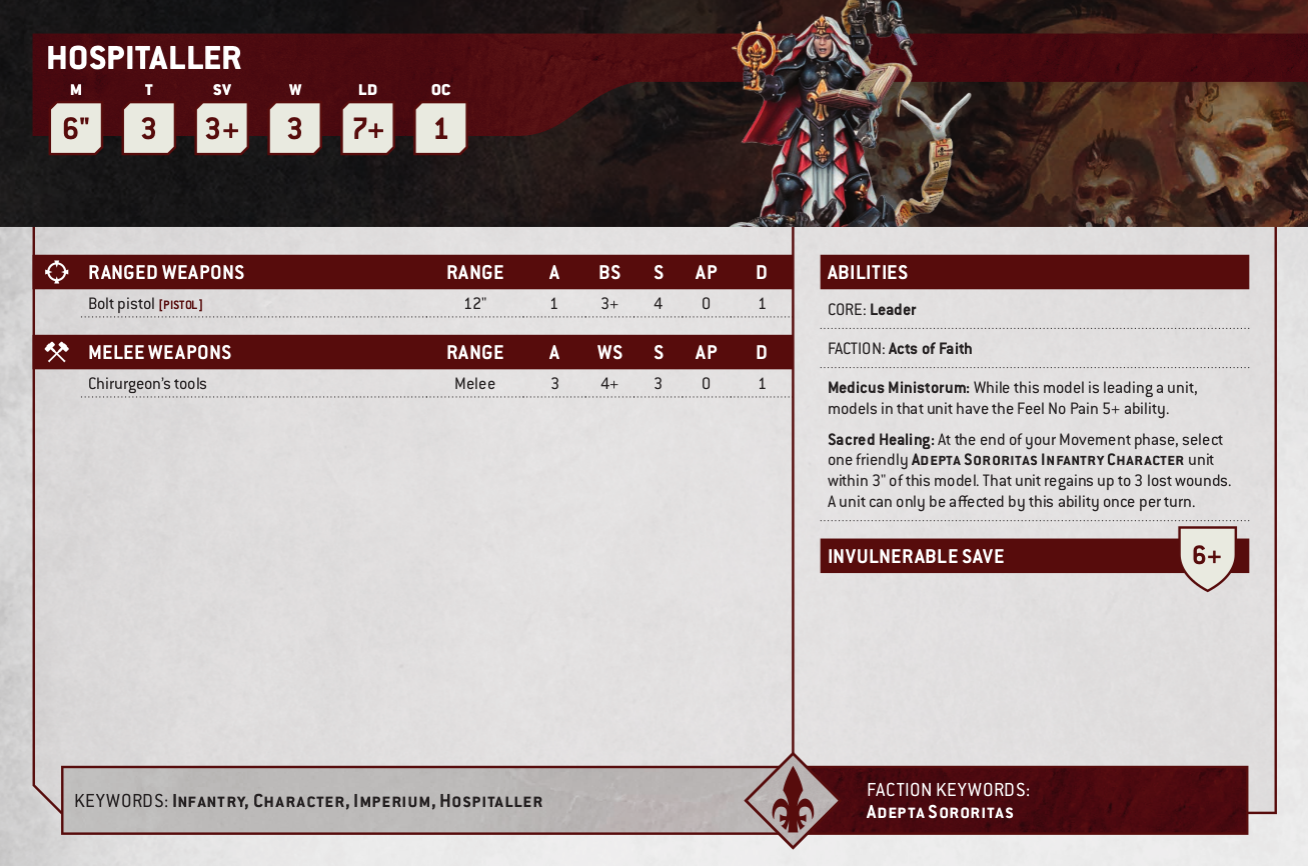 HOSPITALLER
M T SV W LD OC
6" 3 3+ 3 7+ 1
RANGED WEAPONS RANGE A BS S AP D
Bolt pistol [PISTOL] 12" 1 3+ 4 0 1
MELEE WEAPONS RANGE A WS S AP D
Chirurgeon's tools Melee 3 4+ 3 0 1
ABILITIES
CORE: Leader
FACTION: Acts of Faith
Medicus Ministorum: While this model is leading a unit,
models in that unit have the Feel No Pain 5+ ability.
Sacred Healing: At the end of your Movement phase, select
one friendly ADEPTA SORORITAS INFANTRY CHARACTER unit
within 3" of this model. That unit regains up to 3 lost wounds.
A unit can only be affected by this ability once per turn.
INVULNERABLE SAVE 6+
KEYWORDS: INFANTRY, CHARACTER, IMPERIUM, HOSPITALLER
FACTION KEYWORDS:
ADEPTA SORORITAS